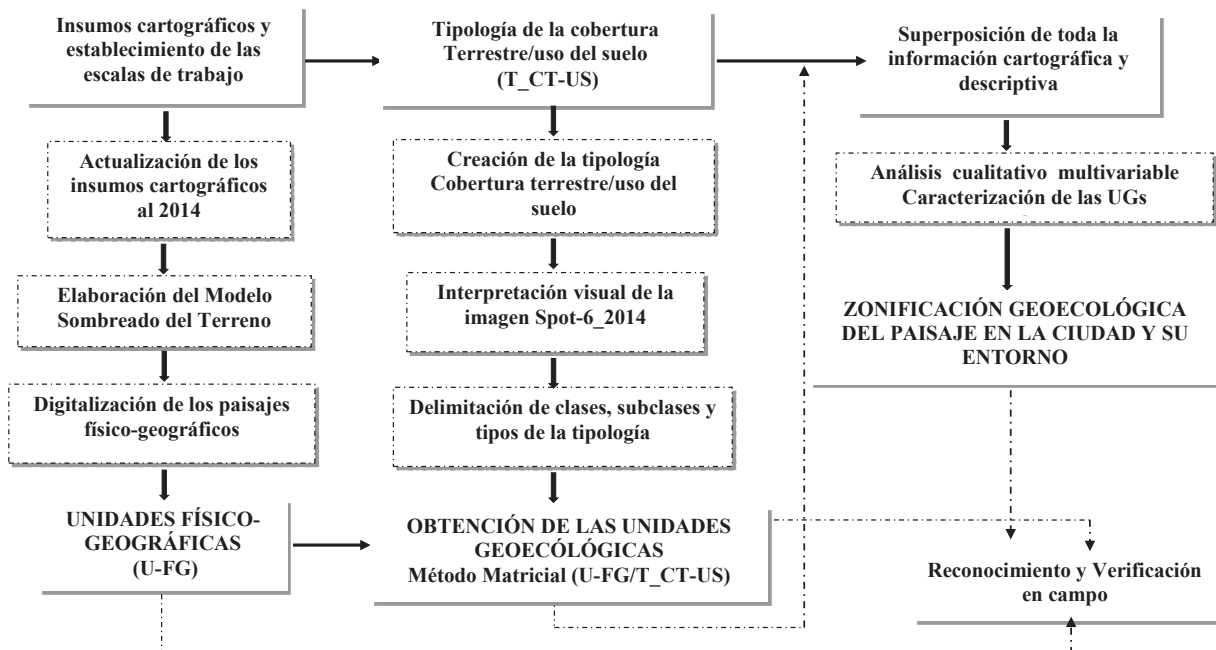 Insumos cartográficos y
establecimiento de las
escalas de trabajo
Actualización de los
insumos cartográficos
al 2014
Elaboración del Modelo
Sombreado del Terreno
Digitalización de los paisajes
físico-geográficos
UNIDADES FÍSICO-
GEOGRÁFICAS
(U-FG)
Tipología de la cobertura
Terrestre/uso del suelo
(T_CT-US)
Creación de la tipología
Cobertura terrestre/uso del
suelo
Interpretación visual de la
imagen Spot-6_2014
Delimitación de clases, subclases y
tipos de la tipología
OBTENCIÓN DE LAS UNIDADES
GEOECÓLÓGICAS
Método Matricial (U-FG/T_CT-US)
Superposición de toda la
información cartográfica y
descriptiva
Análisis cualitativo multivariable
Caracterización de las UGs
ZONIFICACIÓN GEOECOLÓGICA
DEL PAISAJE EN LA CIUDAD Y SU
ENTORNO
Reconocimiento y Verificación
en campo